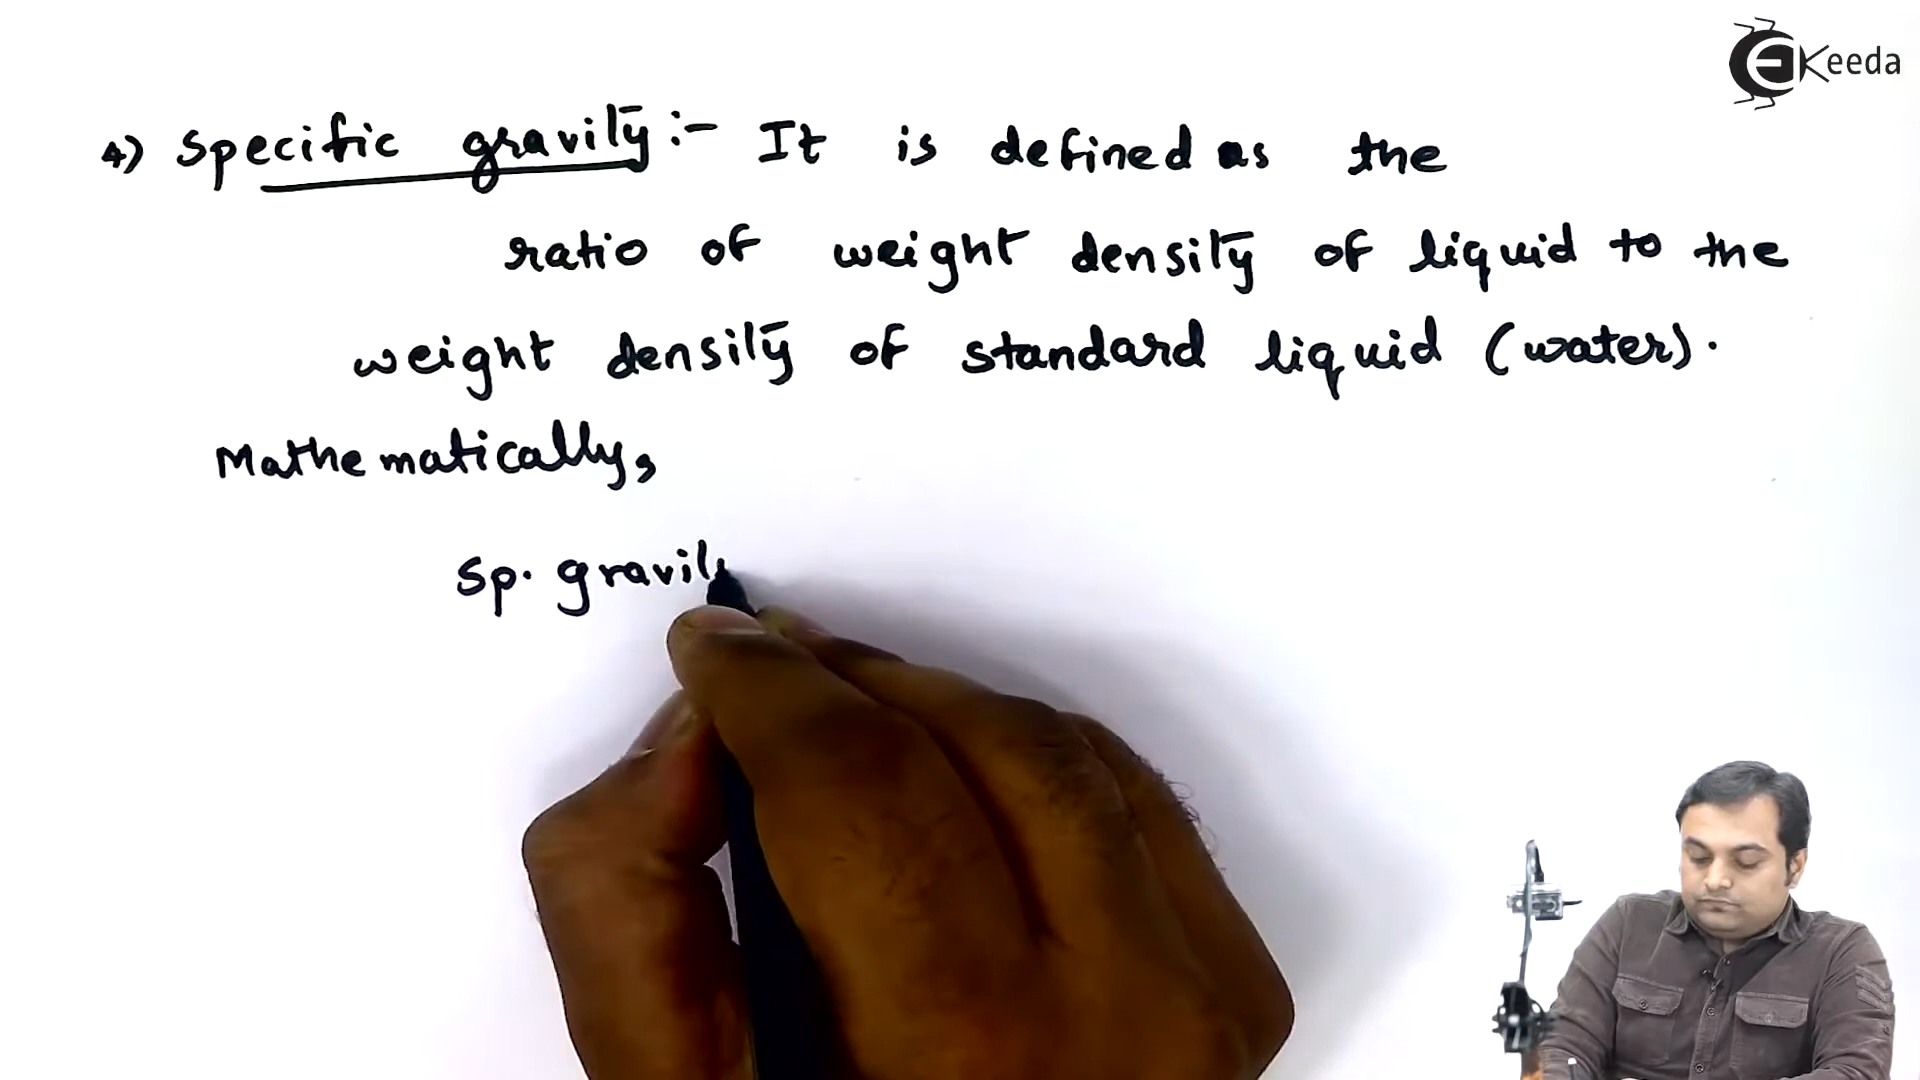 EKeeda
4) Specific gravity :- It is defined as the
ratio of weight density of liquid to the
weight density of standard liquid (water).
Mathematically,
Sp. gravit